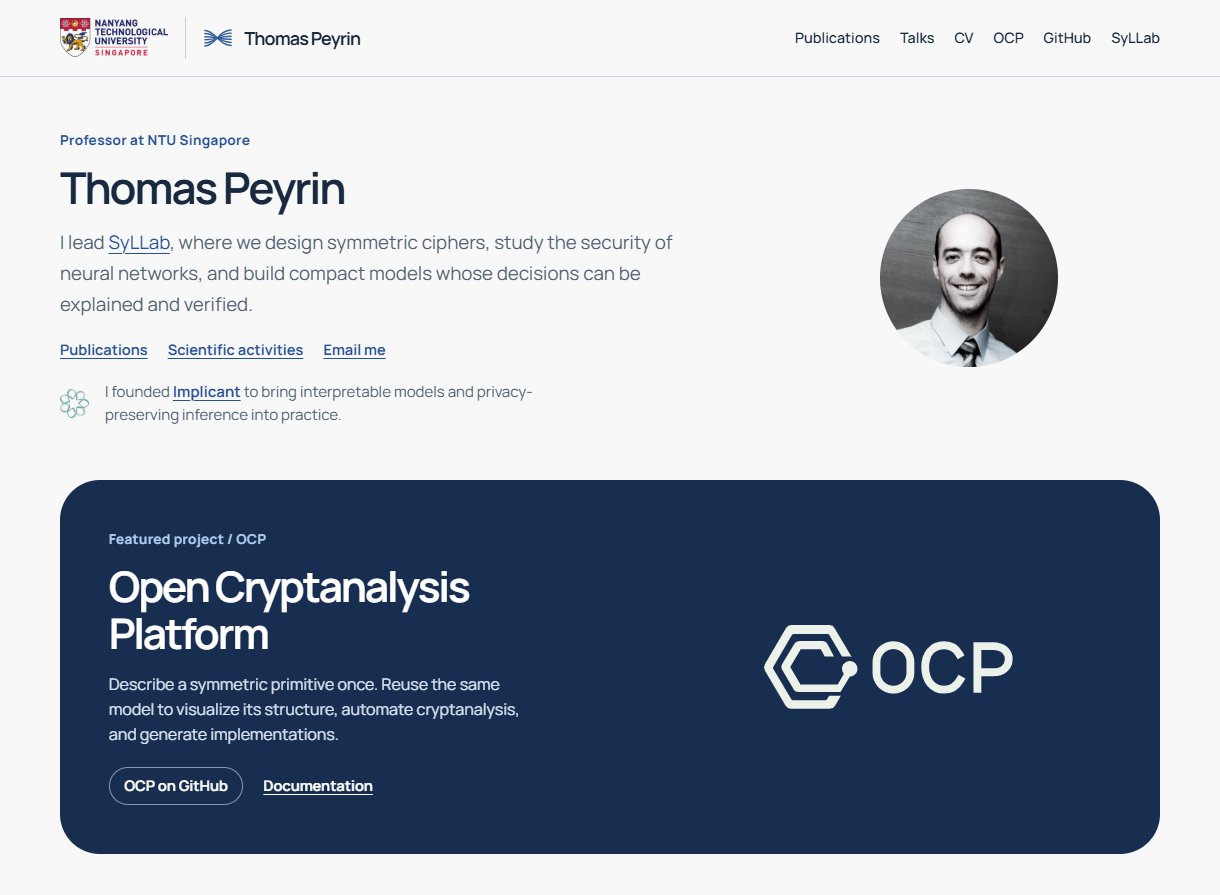 NANYANG
TECHNOLOGICAL
UNIVERSITY
SINGAPORE
Thomas Peyrin
Publications Talks CV OCP GitHub SyLLab
Professor at NTU Singapore
Thomas Peyrin
I lead SyLLab, where we design symmetric ciphers, study the security of
neural networks, and build compact models whose decisions can be
explained and verified.
Publications Scientific activities Email me
I founded Implicant to bring interpretable models and privacy-
preserving inference into practice.
Featured project / OCP
Open Cryptanalysis
Platform
Describe a symmetric primitive once. Reuse the same
model to visualize its structure, automate cryptanalysis,
and generate implementations.
OCP on GitHub Documentation
OCP